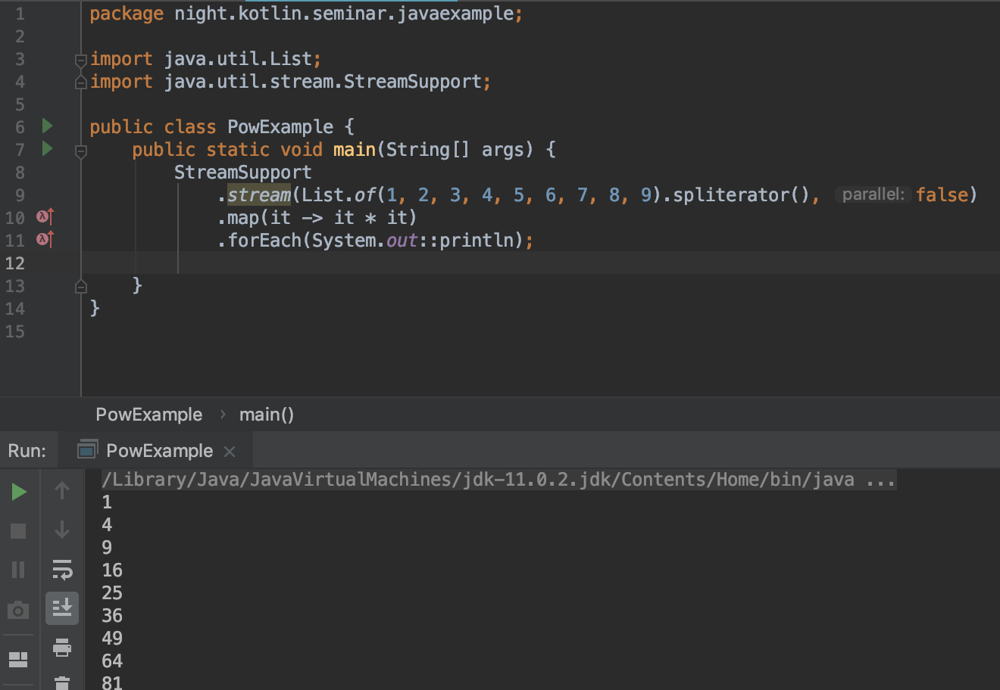 1 package night.kotlin.seminar.javaexample;
2
3 import java.util.List;
4 import java.util.stream.StreamSupport;
5
6 public class PowExample {
7 public static void main(String[] args) {
8 StreamSupport
9 .stream(List.of(1, 2, 3, 4, 5, 6, 7, 8, 9).spliterator(), parallel: false)
10 .map(it -> it * it)
11 .forEach(System.out::println);
12
13 }
14 }
15
PowExample › main()
Run: PowExample ×
/Library/Java/JavaVirtualMachines/jdk-11.0.2.jdk/Contents/Home/bin/java ...
1
4
9
16
25
36
49
64
81